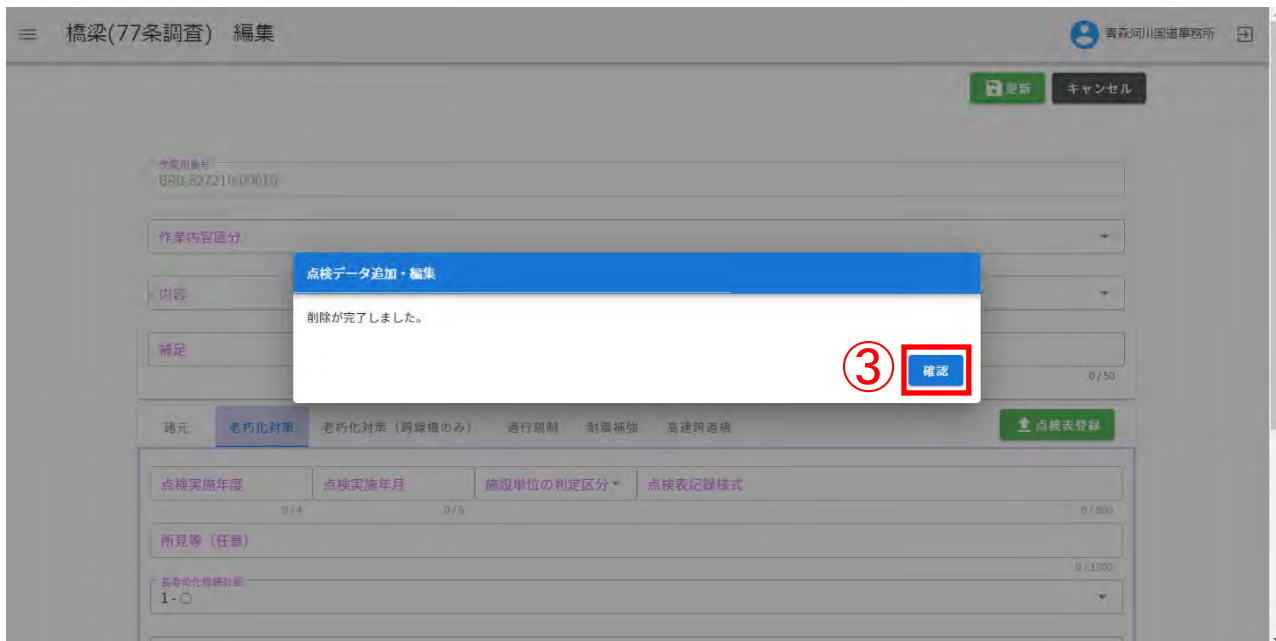 橋梁(77条調査) 編集
青森河川国道事務所
更新 キャンセル
作業用番号
作業内容区分
点検データ追加・編集
内容
削除が完了しました。
補足
③ 確認
0 / 50
諸元 老朽化対策 老朽化対策（跨線橋のみ） 通行規制 耐震補強 高速跨道橋 点検表登録
点検実施年度 点検実施年月 施設単位の判定区分 点検表記録様式
0 / 4 0 / 6 0 / 800
所見等（任意）
0 / 1300
長寿命化修繕計画
1 - ○